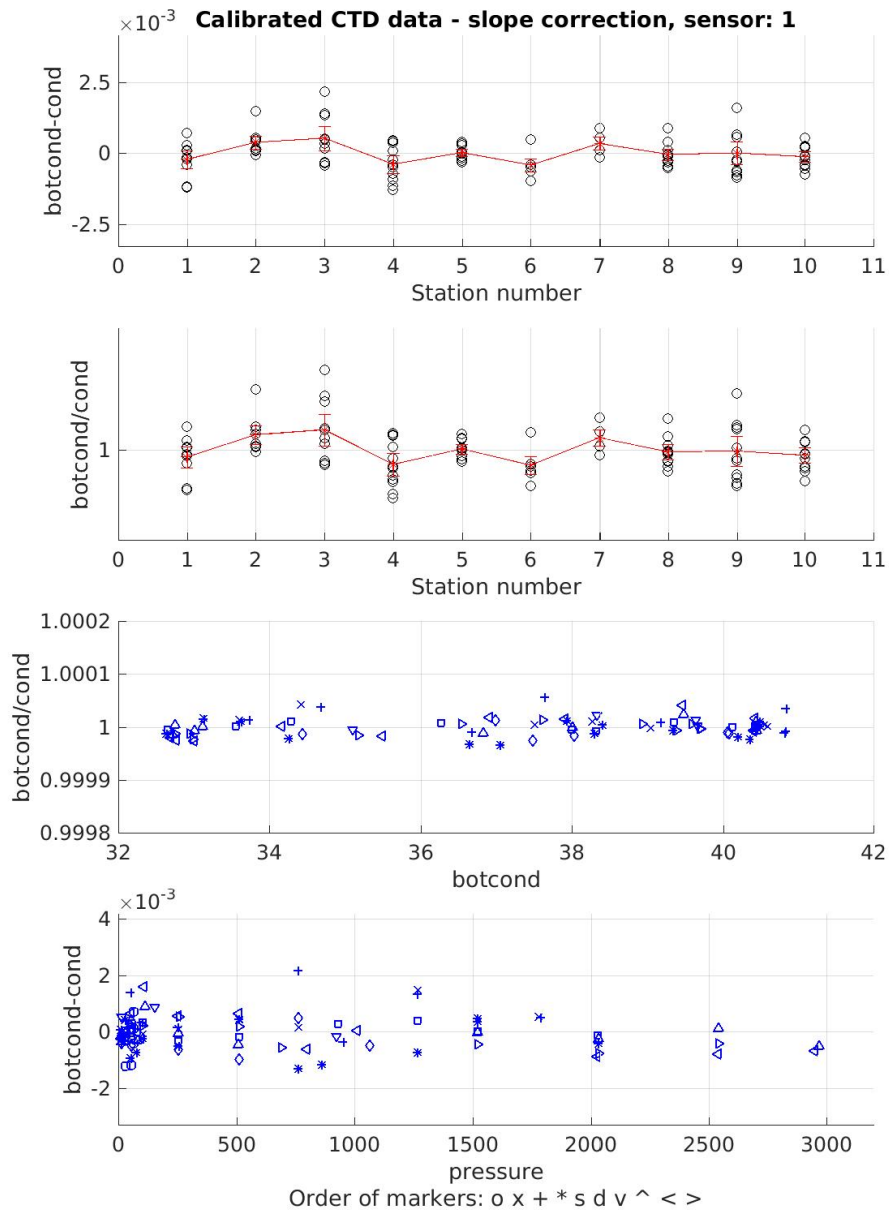 ×10-3 Calibrated CTD data - slope correction, sensor: 1
botcond-cond
2.5
0
-2.5
0 1 2 3 4 5 6 7 8 9 10 11
Station number
botcond/cond
1
0 1 2 3 4 5 6 7 8 9 10 11
Station number
botcond/cond
1.0002
1.0001
1
0.9999
0.9998
32 34 36 38 40 42
botcond
×10-3
botcond-cond
4
2
0
-2
0 500 1000 1500 2000 2500 3000
pressure
Order of markers: o x + * s d v ^ < >